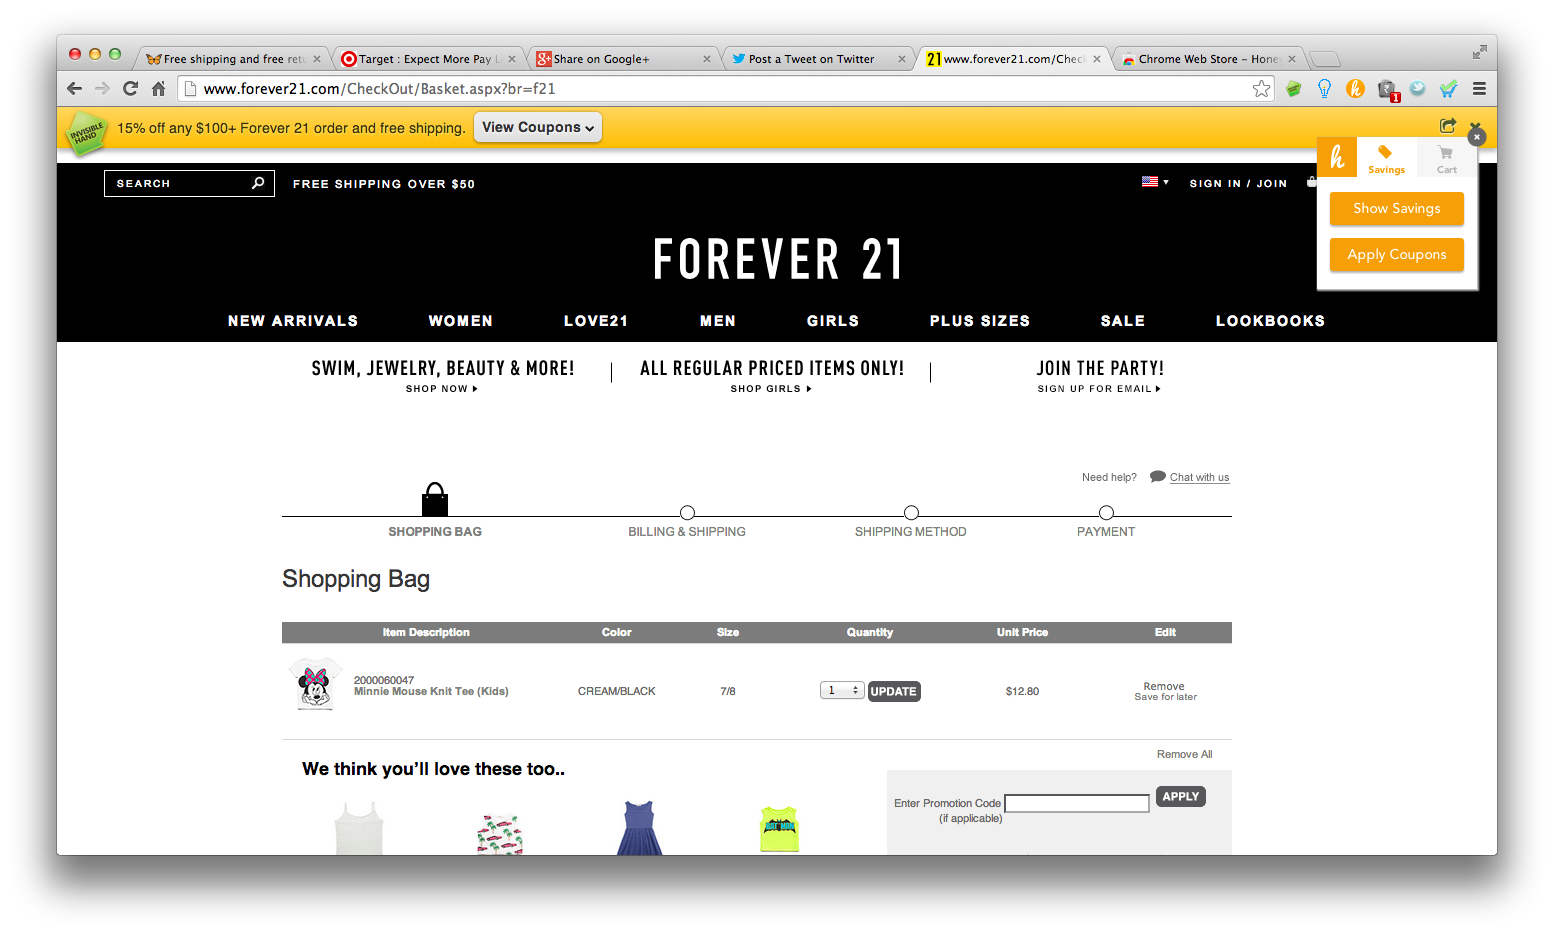 Free shipping and free retu
Target : Expect More Pay L
Share on Google+
Post a Tweet on Twitter
21 www.forever21.com/Check
Chrome Web Store – Honey
www.forever21.com/CheckOut/Basket.aspx?br=f21
h
1
INVISIBLE HAND
15% off any $100+ Forever 21 order and free shipping.
View Coupons
h
Savings
Cart
Show Savings
Apply Coupons
SEARCH
FREE SHIPPING OVER $50
SIGN IN / JOIN
FOREVER 21
NEW ARRIVALS
WOMEN
LOVE21
MEN
GIRLS
PLUS SIZES
SALE
LOOKBOOKS
SWIM, JEWELRY, BEAUTY & MORE!
SHOP NOW
ALL REGULAR PRICED ITEMS ONLY!
SHOP GIRLS
JOIN THE PARTY!
SIGN UP FOR EMAIL
Need help?
Chat with us
SHOPPING BAG
BILLING & SHIPPING
SHIPPING METHOD
PAYMENT
Shopping Bag
Item Description
Color
Size
Quantity
Unit Price
Edit
2000060047
Minnie Mouse Knit Tee (Kids)
CREAM/BLACK
7/8
1
UPDATE
$12.80
Remove
Save for later
Remove All
We think you'll love these too..
Enter Promotion Code
(if applicable)
APPLY